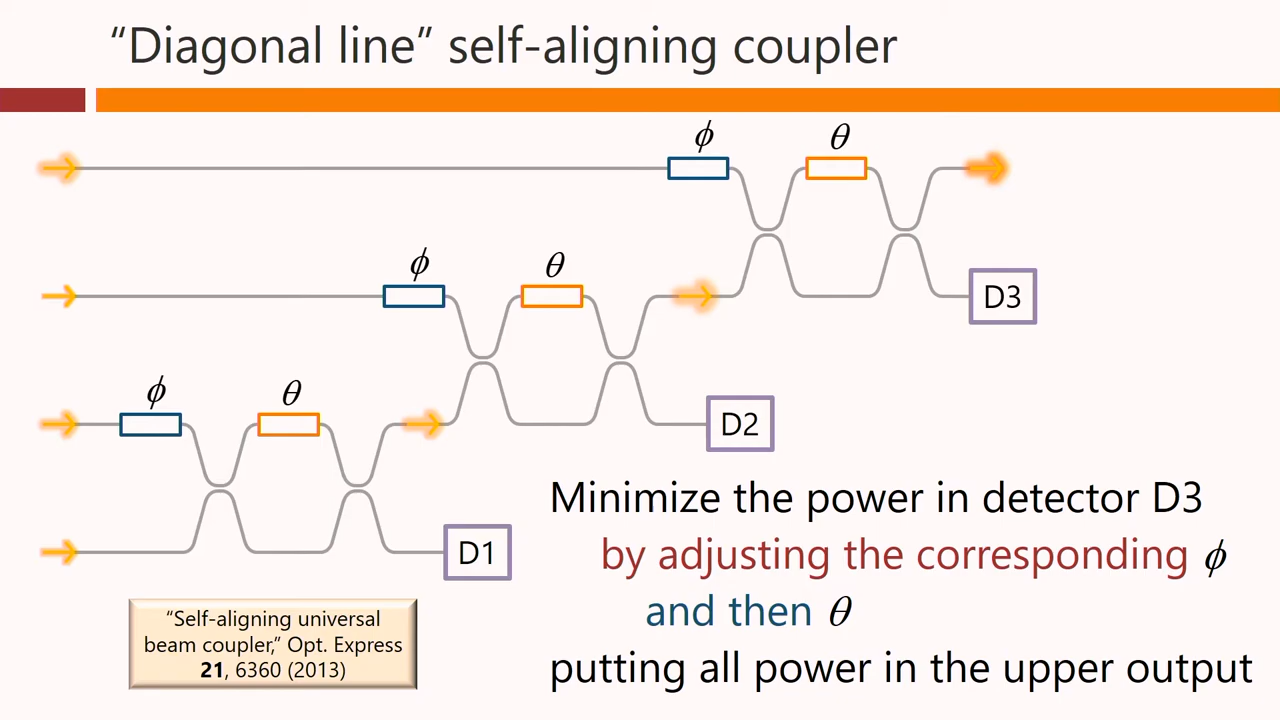 “Diagonal line” self-aligning coupler
ϕ
θ
ϕ
θ
D3
ϕ
θ
D2
Minimize the power in detector D3
by adjusting the corresponding ϕ
and then θ
putting all power in the upper output
D1
“Self-aligning universal
beam coupler,” Opt. Express
21, 6360 (2013)